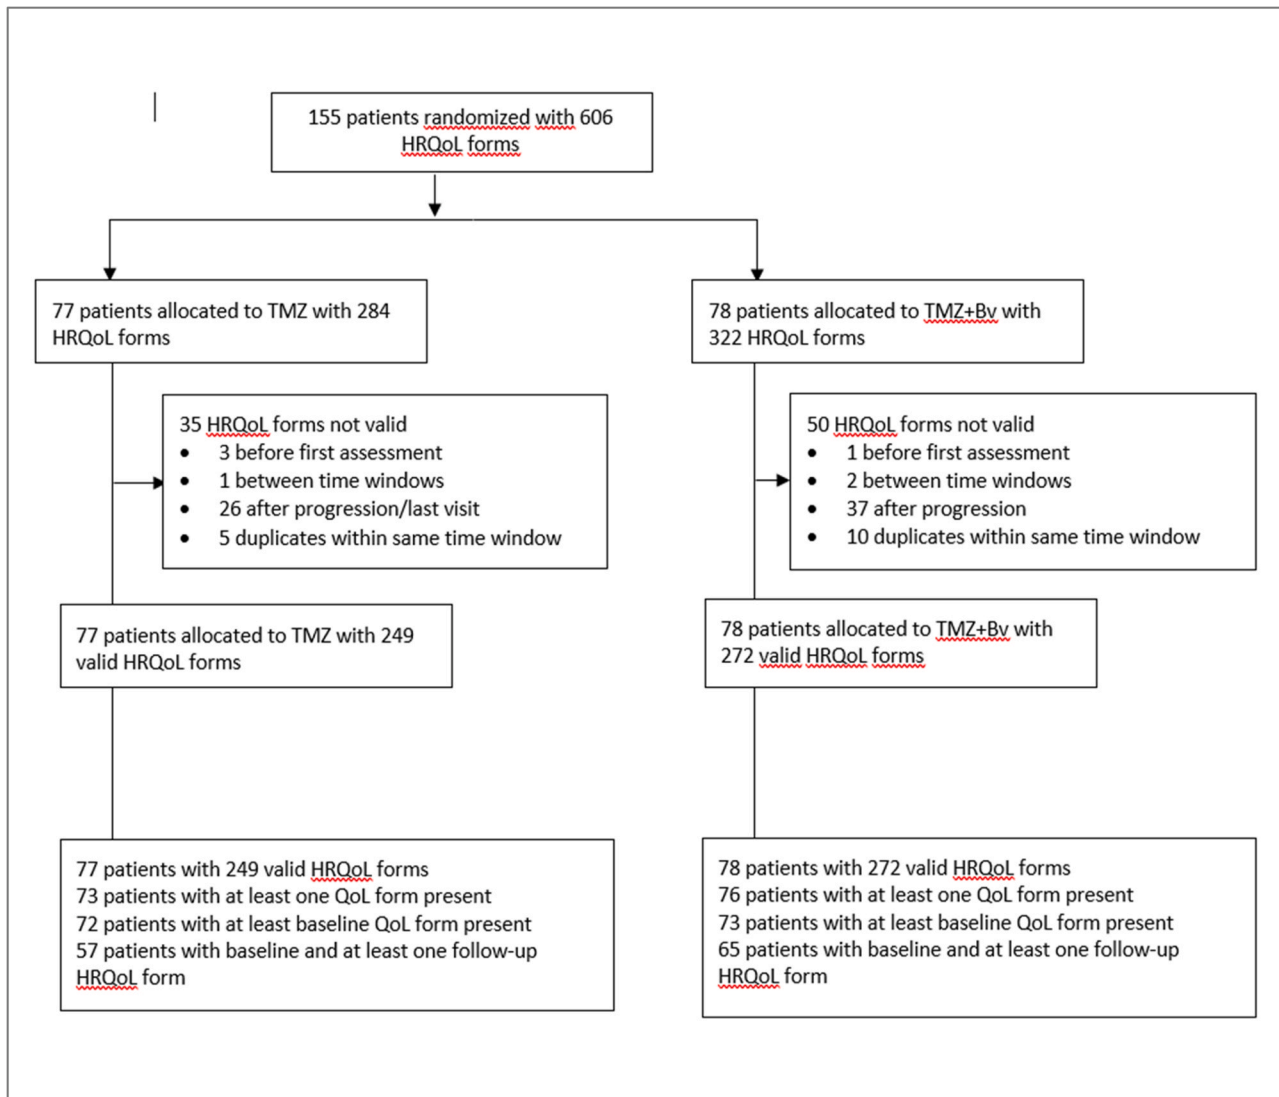 155 patients randomized with 606
HRQoL forms
77 patients allocated to TMZ with 284
HRQoL forms
78 patients allocated to TMZ+Bv with
322 HRQoL forms
35 HRQoL forms not valid
• 3 before first assessment
• 1 between time windows
• 26 after progression/last visit
• 5 duplicates within same time window
50 HRQoL forms not valid
• 1 before first assessment
• 2 between time windows
• 37 after progression
• 10 duplicates within same time window
77 patients allocated to TMZ with 249
valid HRQoL forms
78 patients allocated to TMZ+Bv with
272 valid HRQoL forms
77 patients with 249 valid HRQoL forms
73 patients with at least one QoL form present
72 patients with at least baseline QoL form present
57 patients with baseline and at least one follow-up
HRQoL form
78 patients with 272 valid HRQoL forms
76 patients with at least one QoL form present
73 patients with at least baseline QoL form present
65 patients with baseline and at least one follow-up
HRQoL form